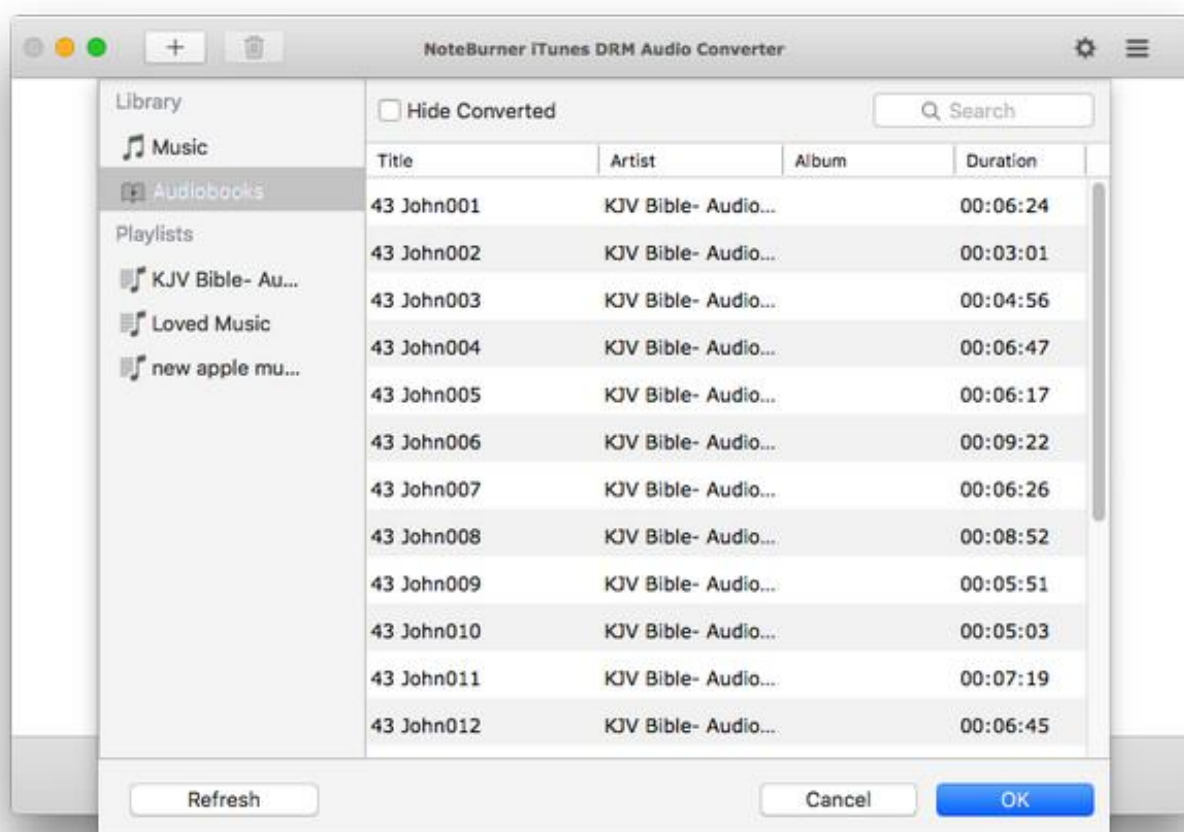 NoteBurner iTunes DRM Audio Converter
Library
Music
Audiobooks
Playlists
KJV Bible- Au...
Loved Music
new apple mu...
Hide Converted
Search
Title Artist Album Duration
43 John001 KJV Bible- Audio... 00:06:24
43 John002 KJV Bible- Audio... 00:03:01
43 John003 KJV Bible- Audio... 00:04:56
43 John004 KJV Bible- Audio... 00:06:47
43 John005 KJV Bible- Audio... 00:06:17
43 John006 KJV Bible- Audio... 00:09:22
43 John007 KJV Bible- Audio... 00:06:26
43 John008 KJV Bible- Audio... 00:08:52
43 John009 KJV Bible- Audio... 00:05:51
43 John010 KJV Bible- Audio... 00:05:03
43 John011 KJV Bible- Audio... 00:07:19
43 John012 KJV Bible- Audio... 00:06:45
Refresh Cancel OK